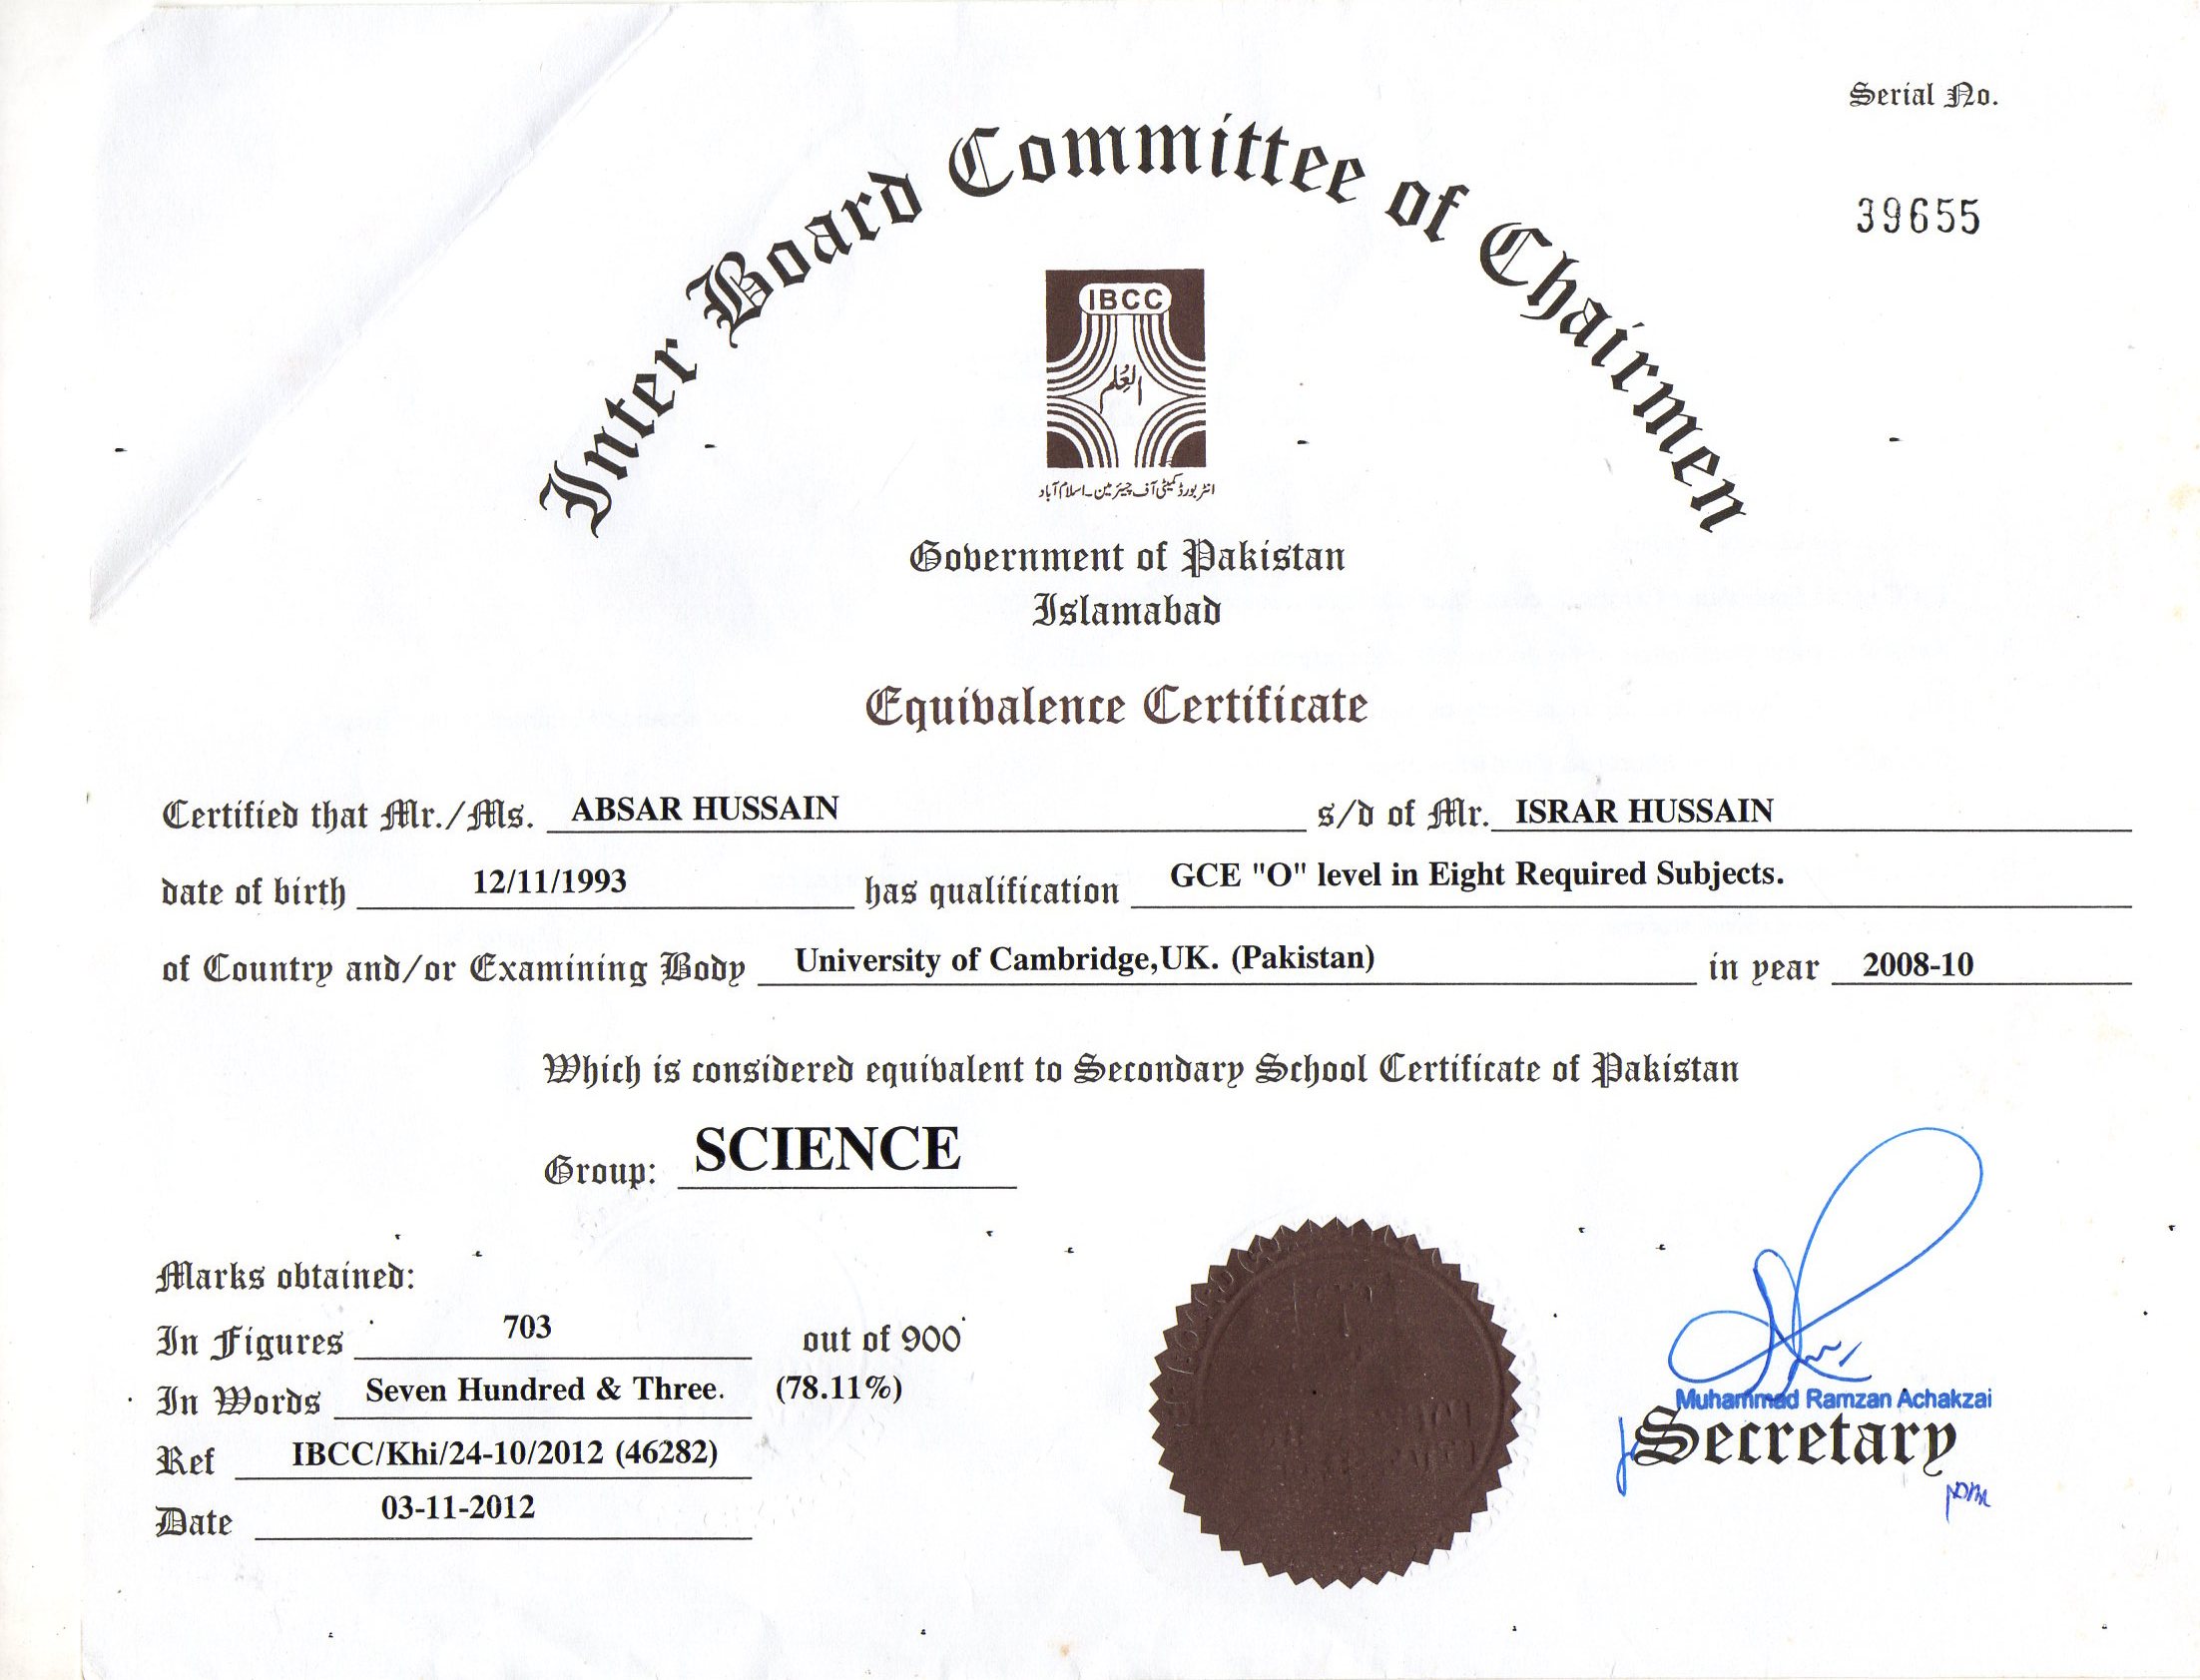 Serial No.
39655
Inter Board Committee of Chairmen
IBCC
العلم
انٹر بورڈ کمیٹی آف چیئرمین۔اسلام آباد
Government of Pakistan
Islamabad
Equivalence Certificate
Certified that Mr./Ms. ABSAR HUSSAIN s/d of Mr. ISRAR HUSSAIN
date of birth 12/11/1993 has qualification GCE "O" level in Eight Required Subjects.
of Country and/or Examining Body University of Cambridge,UK. (Pakistan) in year 2008-10
Which is considered equivalent to Secondary School Certificate of Pakistan
Group: SCIENCE
Marks obtained:
In Figures 703 out of 900
In Words Seven Hundred & Three. (78.11%)
Ref IBCC/Khi/24-10/2012 (46282)
Date 03-11-2012
Muhammad Ramzan Achakzai
Secretary